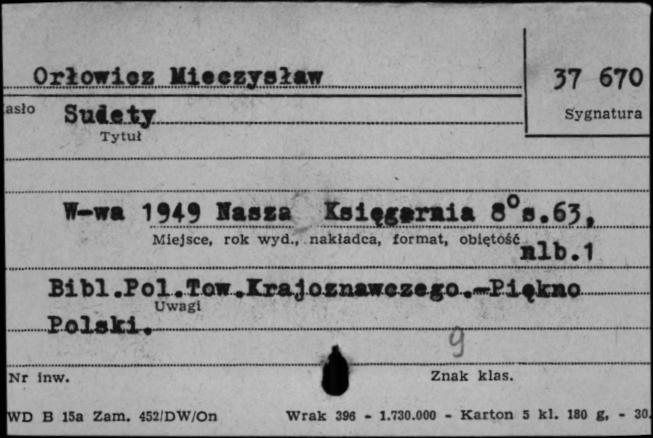 Orłowicz Mieczysław
37 670
asło
Sygnatura
Sudety
Tytuł
W-wa 1949 Nasza Księgarnia 8° s.63,
Miejsce, rok wyd., nakładca, format, objętość
nlb.1
Bibl.Pol.Tow.Krajoznawczego.-Piękno
Uwagi
Polski.
9
Nr inw.
Znak klas.
WD B 15a Zam. 452/DW/On Wrak 396 - 1.730.000 - Karton 5 kl. 180 g, - 30.